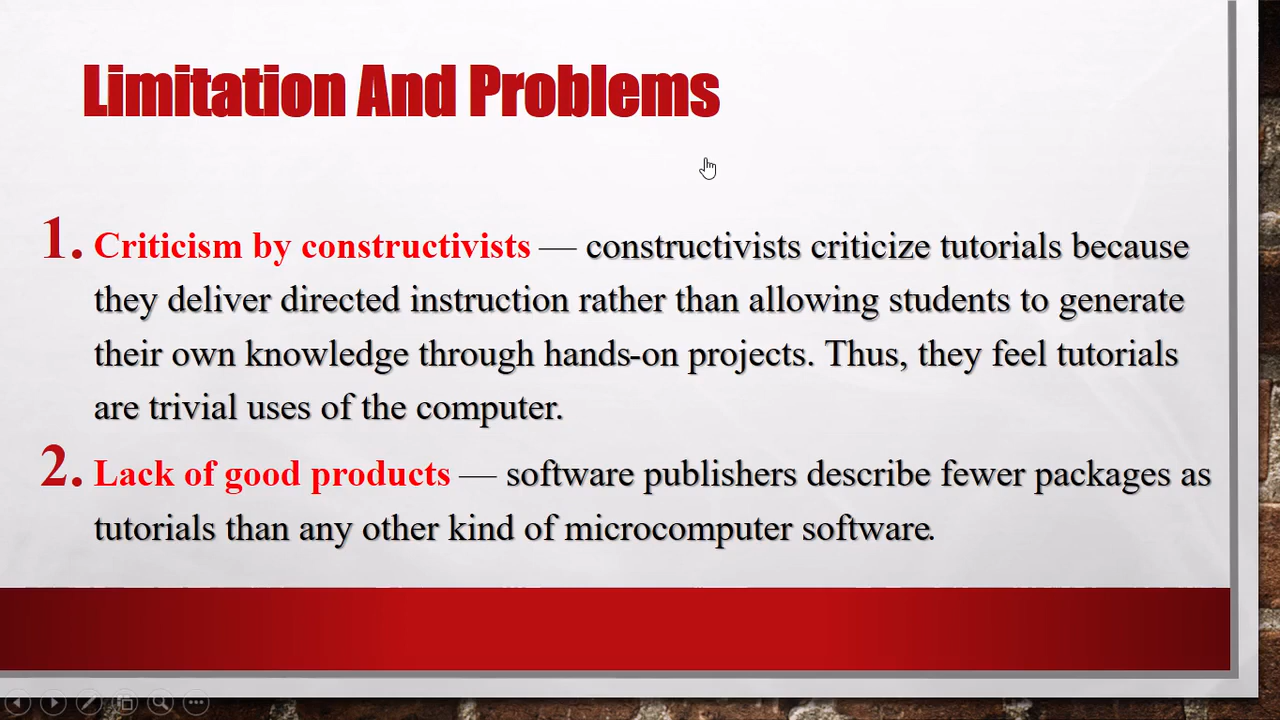 Limitation And Problems
1. Criticism by constructivists — constructivists criticize tutorials because
they deliver directed instruction rather than allowing students to generate
their own knowledge through hands-on projects. Thus, they feel tutorials
are trivial uses of the computer.
2. Lack of good products — software publishers describe fewer packages as
tutorials than any other kind of microcomputer software.